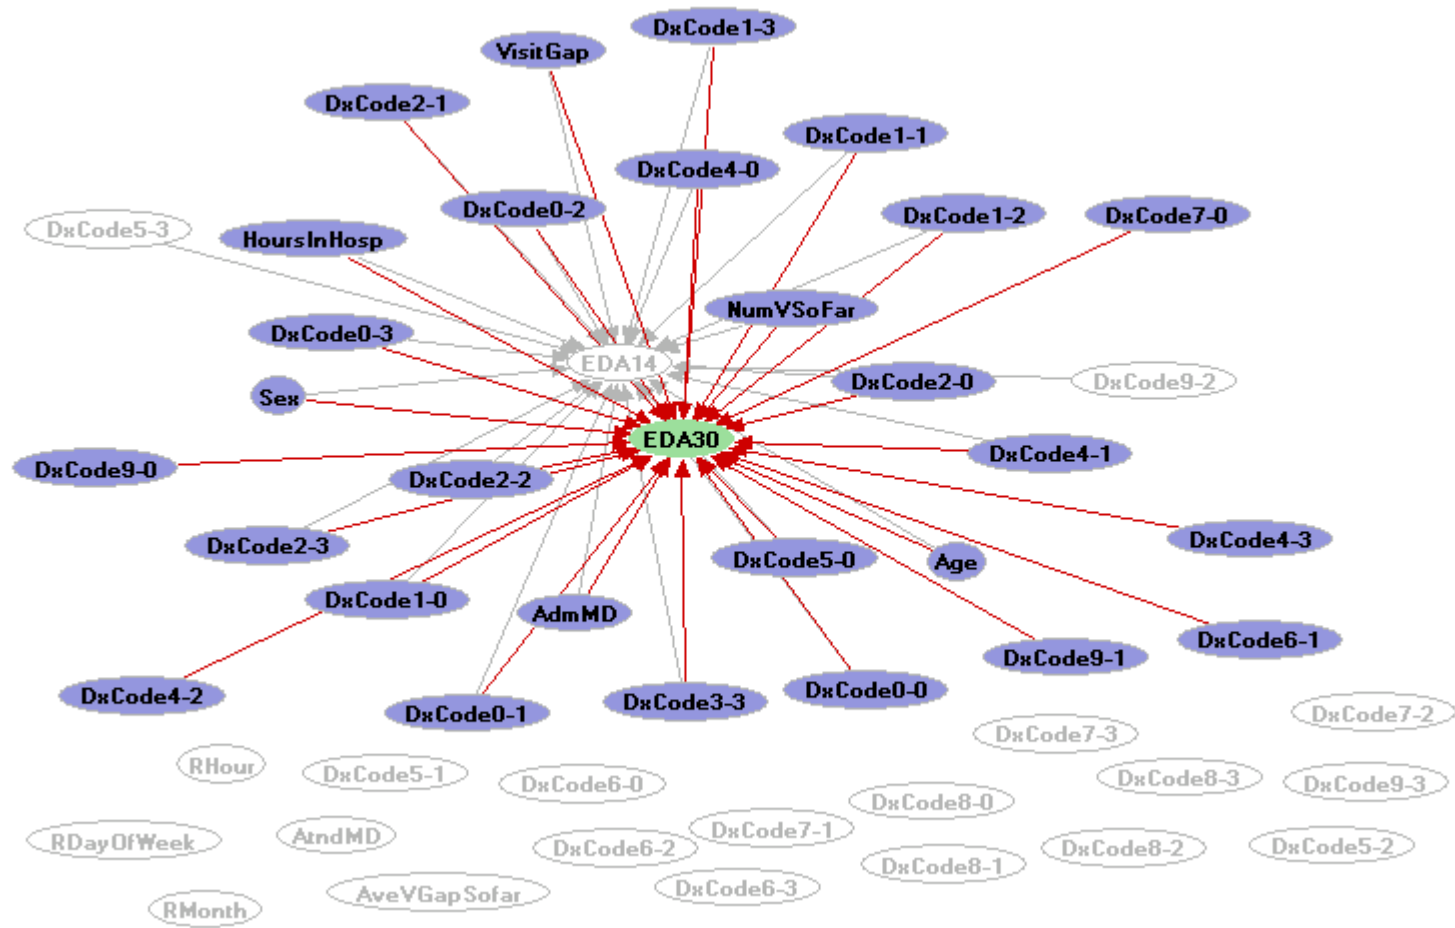 DxCode1-3
VisitGap
DxCode2-1
DxCode1-1
DxCode4-0
DxCode0-2
DxCode1-2
DxCode7-0
DxCode5-3
HoursInHosp
NumVSoFar
DxCode0-3
EDA14
DxCode2-0
DxCode9-2
Sex
EDA30
DxCode4-1
DxCode9-0
DxCode2-2
DxCode4-3
DxCode2-3
DxCode5-0
Age
DxCode1-0
AdmMD
DxCode6-1
DxCode9-1
DxCode4-2
DxCode0-0
DxCode3-3
DxCode0-1
DxCode7-2
DxCode7-3
RHour
DxCode5-1
DxCode6-0
DxCode8-3
DxCode9-3
DxCode8-0
DxCode7-1
RDayOfWeek
AtndMD
DxCode6-2
DxCode8-2
DxCode5-2
DxCode8-1
DxCode6-3
AveVGapSofar
RMonth